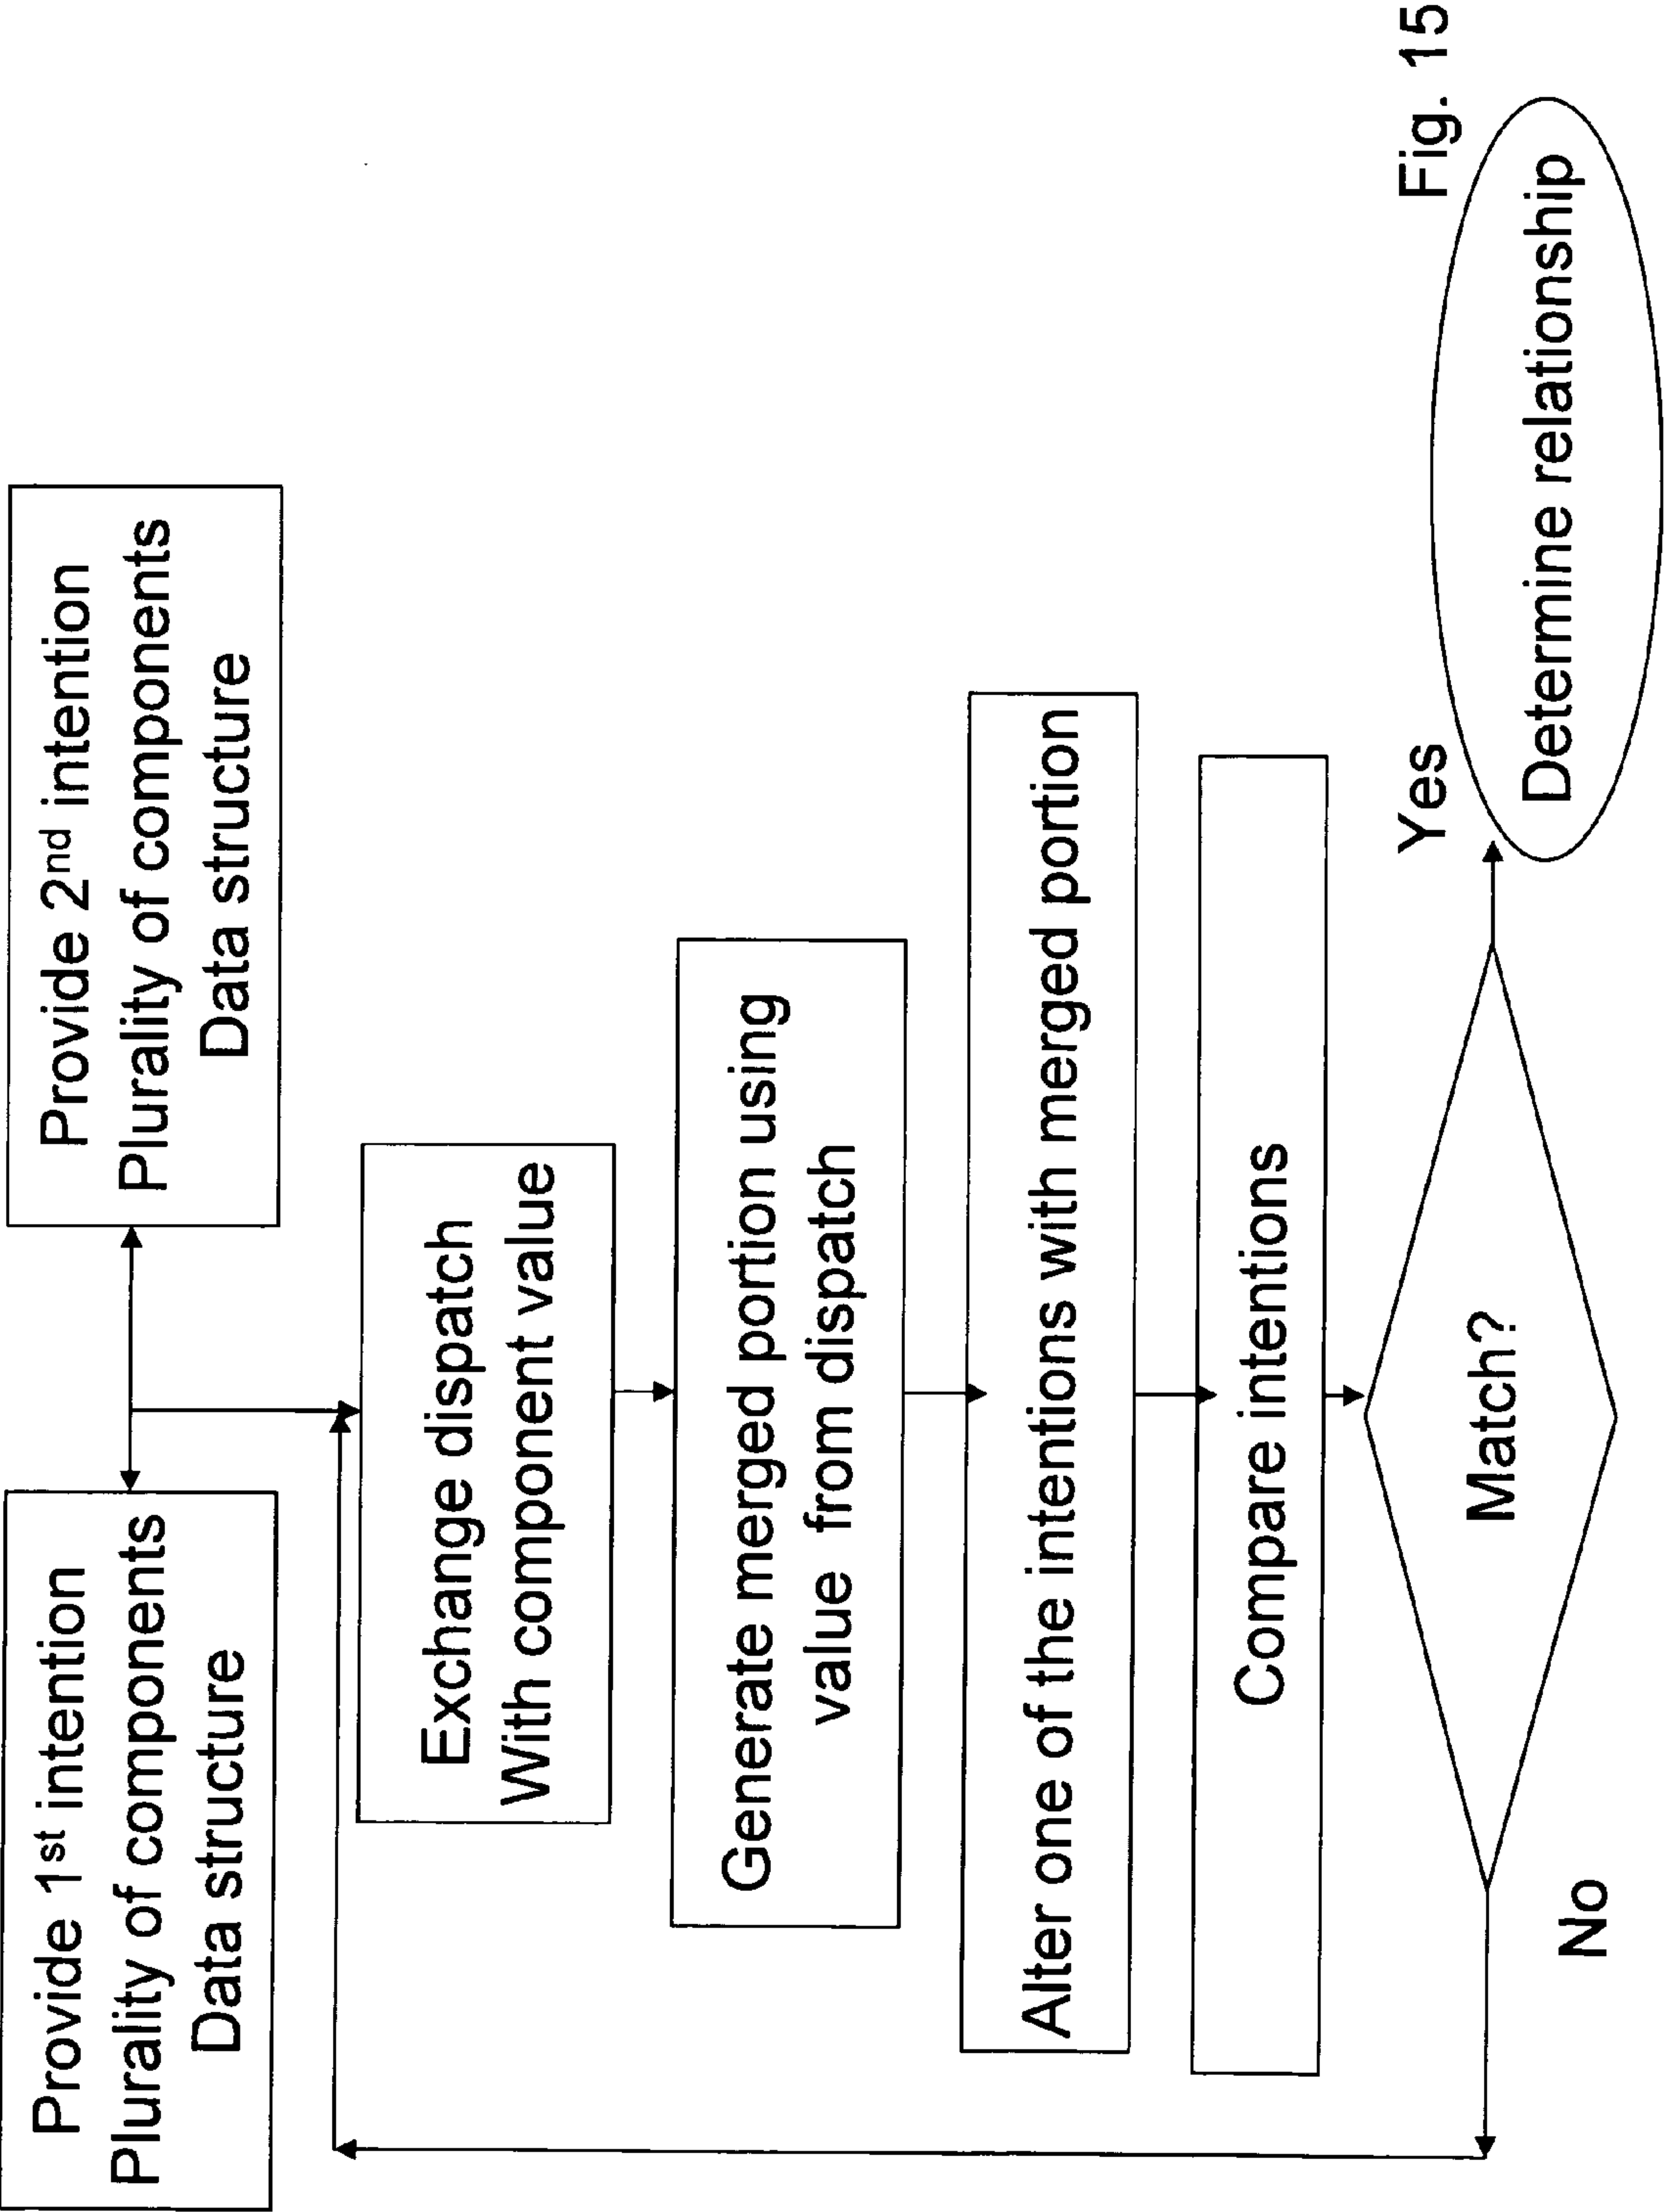 Provide 1st intention
Plurality of components
Data structure
Provide 2nd intention
Plurality of components
Data structure
Exchange dispatch
With component value
Generate merged portion using
value from dispatch
Alter one of the intentions with merged portion
Compare intentions
Match?
No
Yes
Determine relationship
Fig. 15